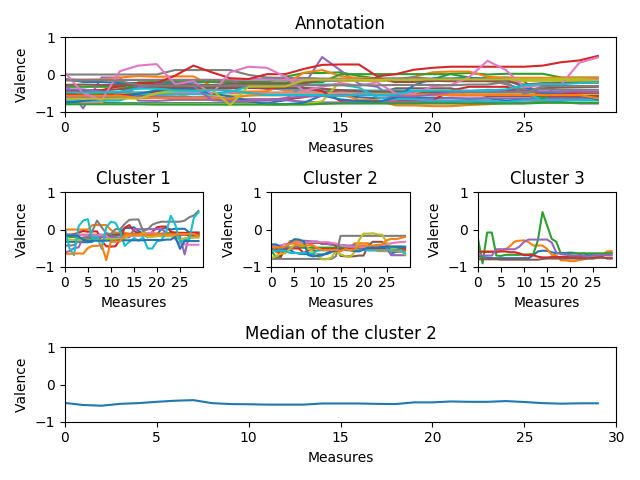 Annotation
Valence
1
0
−1
0 5 10 15 20 25
Measures
Cluster 1 Cluster 2 Cluster 3
Valence Valence Valence
1 1 1
0 0 0
−1 −1 −1
0 5 10 15 20 25 0 5 10 15 20 25 0 5 10 15 20 25
Measures Measures Measures
Median of the cluster 2
Valence
1
0
−1
0 5 10 15 20 25 30
Measures